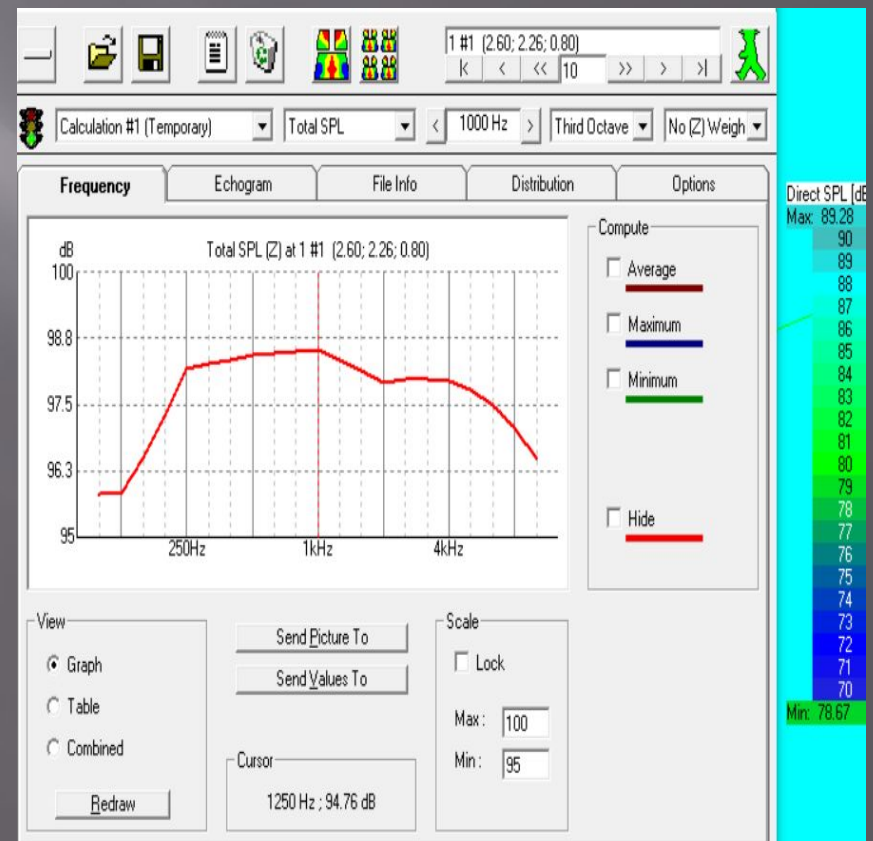 1 #1 (2.60; 2.26; 0.80)
|< < << 10 >> > >|
Calculation #1 (Temporary) Total SPL < 1000 Hz > Third Octave No (Z) Weigh
Frequency Echogram File Info Distribution Options
dB Total SPL (Z) at 1 #1 (2.60; 2.26; 0.80)
100
98.8
97.5
96.3
95
250Hz 1kHz 4kHz
Compute
Average
Maximum
Minimum
Hide
View
Graph
Table
Combined
Redraw
Send Picture To
Send Values To
Cursor
1250 Hz ; 94.76 dB
Scale
Lock
Max : 100
Min : 95
Direct SPL [dB
Max: 89.28
90
89
88
87
86
85
84
83
82
81
80
79
78
77
76
75
74
73
72
71
70
Min: 78.67